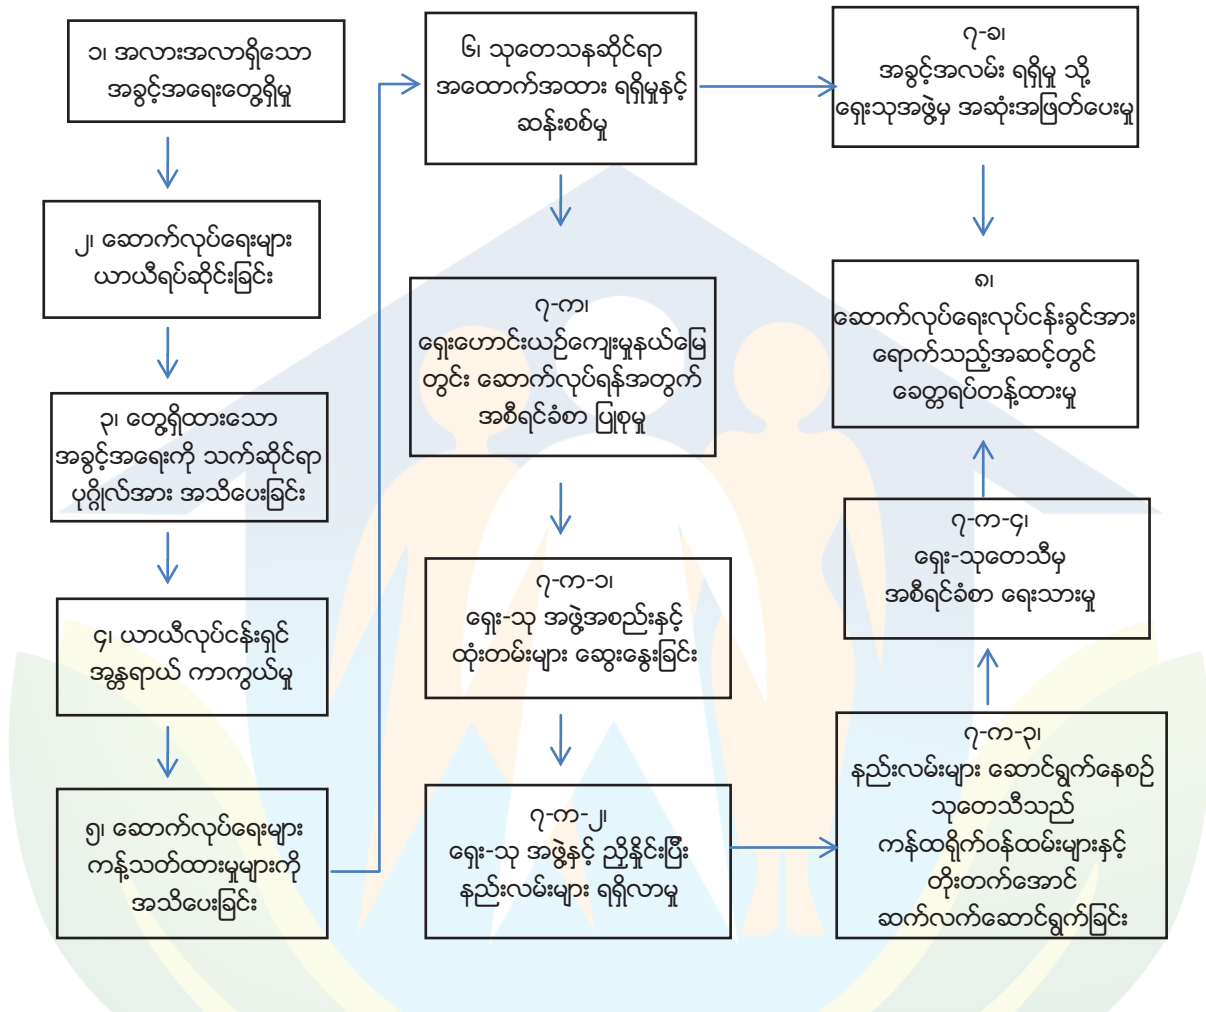 ၁၊ အလားအလာရှိသော
အခွင့်အရေးတွေ့ရှိမှု
၂၊ ဆောက်လုပ်ရေးများ
ယာယီရပ်ဆိုင်းခြင်း
၃၊ တွေ့ရှိထားသော
အခွင့်အရေးကို သက်ဆိုင်ရာ
ပုဂ္ဂိုလ်အား အသိပေးခြင်း
၄၊ ယာယီလုပ်ငန်းရှင်
အန္တရာယ် ကာကွယ်မှု
၅၊ ဆောက်လုပ်ရေးများ
ကန့်သတ်ထားမှုများကို
အသိပေးခြင်း
၆၊ သုတေသနဆိုင်ရာ
အထောက်အထား ရရှိမှုနှင့်
ဆန်းစစ်မှု
၇-က၊
ရှေးဟောင်းယဉ်ကျေးမှုနယ်မြေ
တွင်း ဆောက်လုပ်ရန်အတွက်
အစီရင်ခံစာ ပြုစုမှု
၇-က-၁၊
ရှေး-သု အဖွဲ့အစည်းနှင့်
ထုံးတမ်းများ ဆွေးနွေးခြင်း
၇-က-၂၊
ရှေး-သု အဖွဲ့နှင့် ညှိနှိုင်းပြီး
နည်းလမ်းများ ရရှိလာမှု
၇-က-၃၊
နည်းလမ်းများ ဆောင်ရွက်နေစဉ်
သုတေသီသည်
ကန်ထရိုက်ဝန်ထမ်းများနှင့်
တိုးတက်အောင်
ဆက်လက်ဆောင်ရွက်ခြင်း
၇-က-၄၊
ရှေး-သုတေသီမှ
အစီရင်ခံစာ ရေးသားမှု
၇-ခ၊
အခွင့်အလမ်း ရရှိမှု သို့
ရှေးသုအဖွဲ့မှ အဆုံးအဖြတ်ပေးမှု
၈၊
ဆောက်လုပ်ရေးလုပ်ငန်းခွင်အား
ရောက်သည့်အဆင့်တွင်
ခေတ္တရပ်တန့်ထားမှု